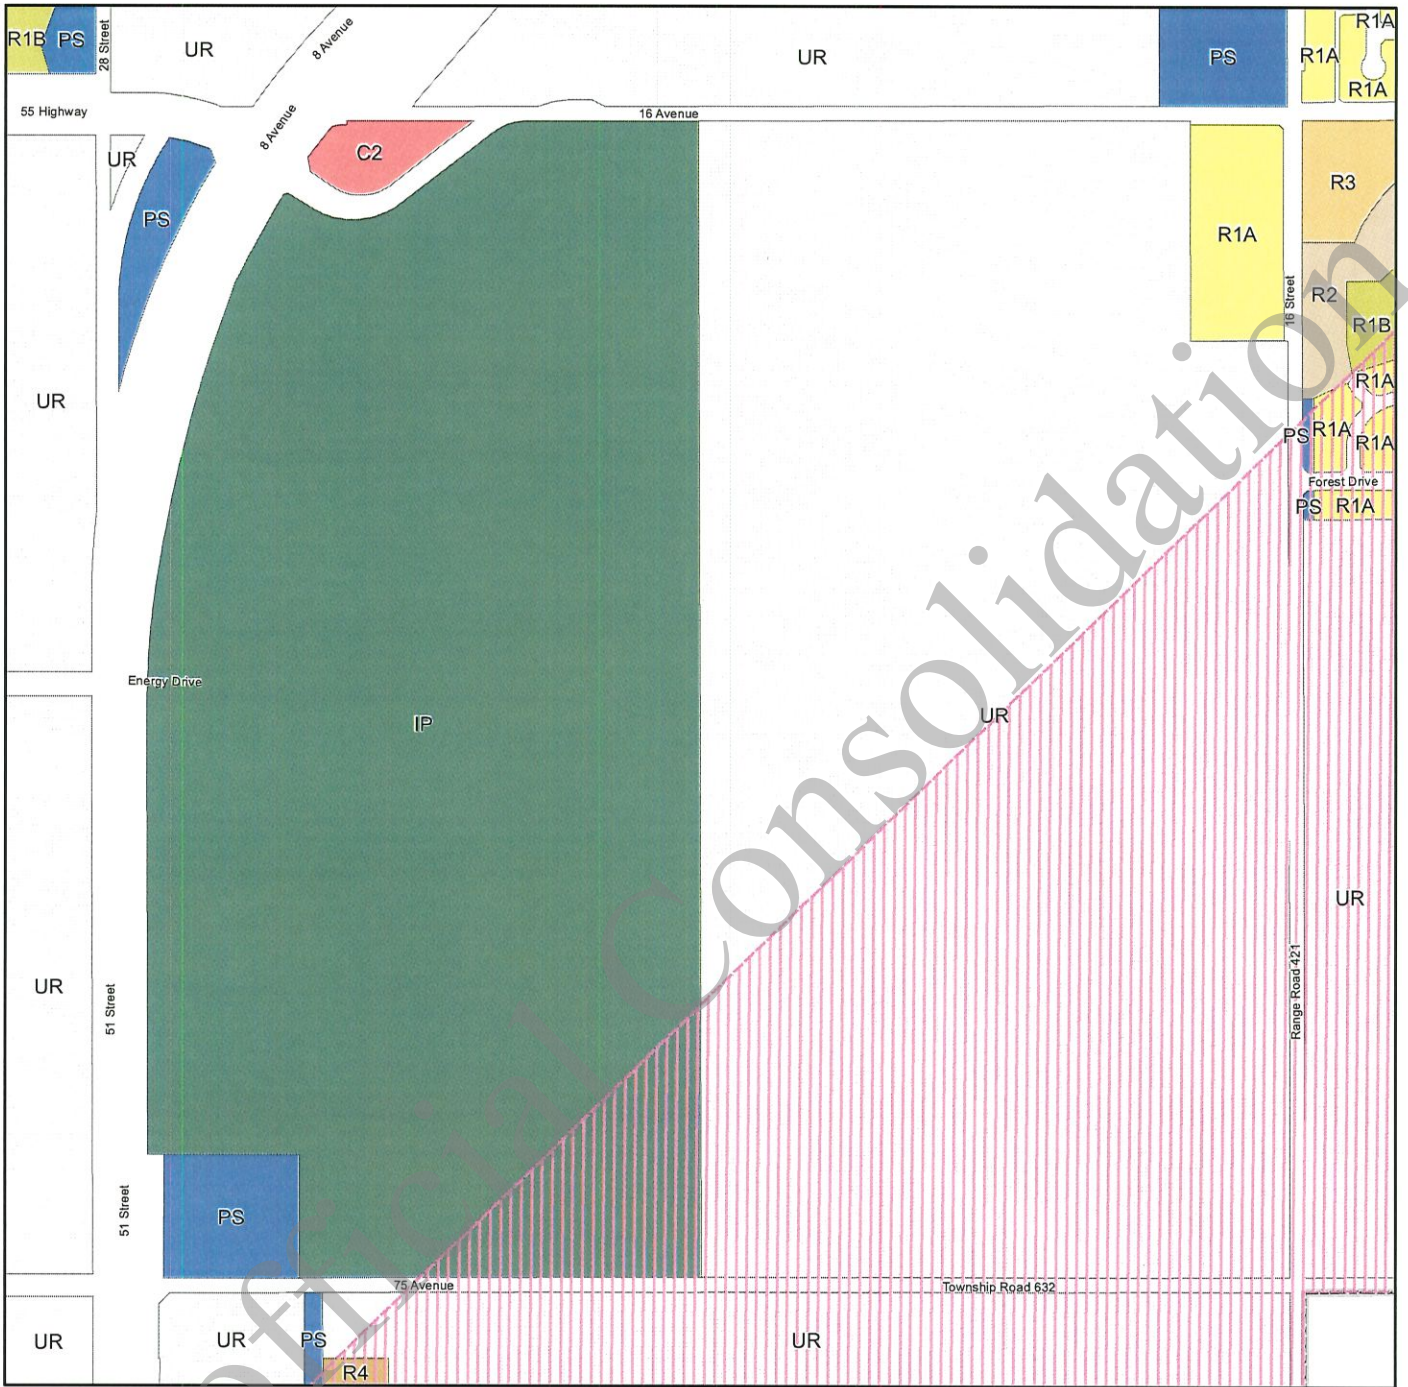 R1B
PS
28 Street
UR
8 Avenue
UR
PS
R1A
R1A
R1A
55 Highway
8 Avenue
16 Avenue
C2
UR
PS
R3
R1A
R2
16 Street
R1B
R1A
UR
PS
R1A
R1A
Forest Drive
PS
R1A
Energy Drive
IP
UR
UR
UR
51 Street
Range Road 421
51 Street
PS
75 Avenue
Township Road 632
UR
UR
PS
UR
R4
official Consolidation